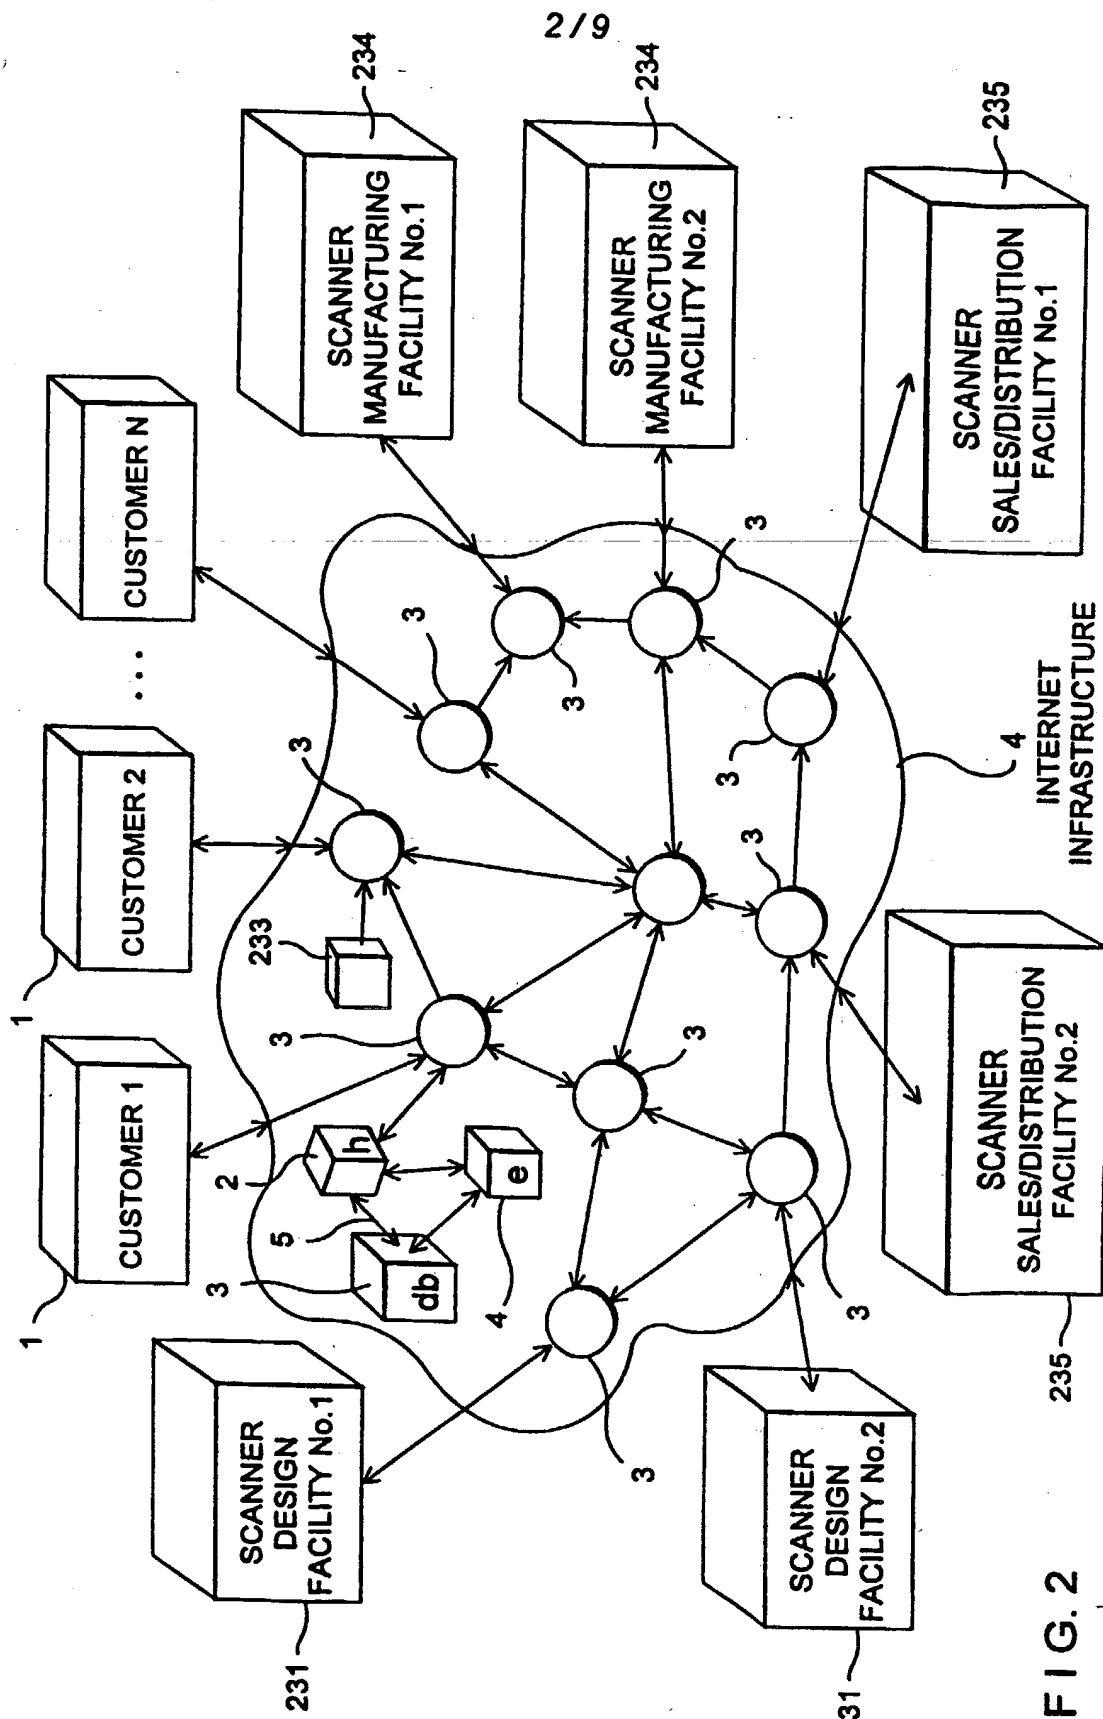 2/9
1
CUSTOMER 1
1
CUSTOMER 2
...
CUSTOMER N
231
SCANNER
DESIGN
FACILITY No.1
SCANNER
MANUFACTURING
FACILITY No.1
234
SCANNER
MANUFACTURING
FACILITY No.2
234
2
h
5
3
db
e
4
233
3
3
3
3
3
3
3
3
3
3
31
SCANNER
DESIGN
FACILITY No.2
235
SCANNER
SALES/DISTRIBUTION
FACILITY No.2
4
INTERNET
INFRASTRUCTURE
SCANNER
SALES/DISTRIBUTION
FACILITY No.1
235
FIG. 2